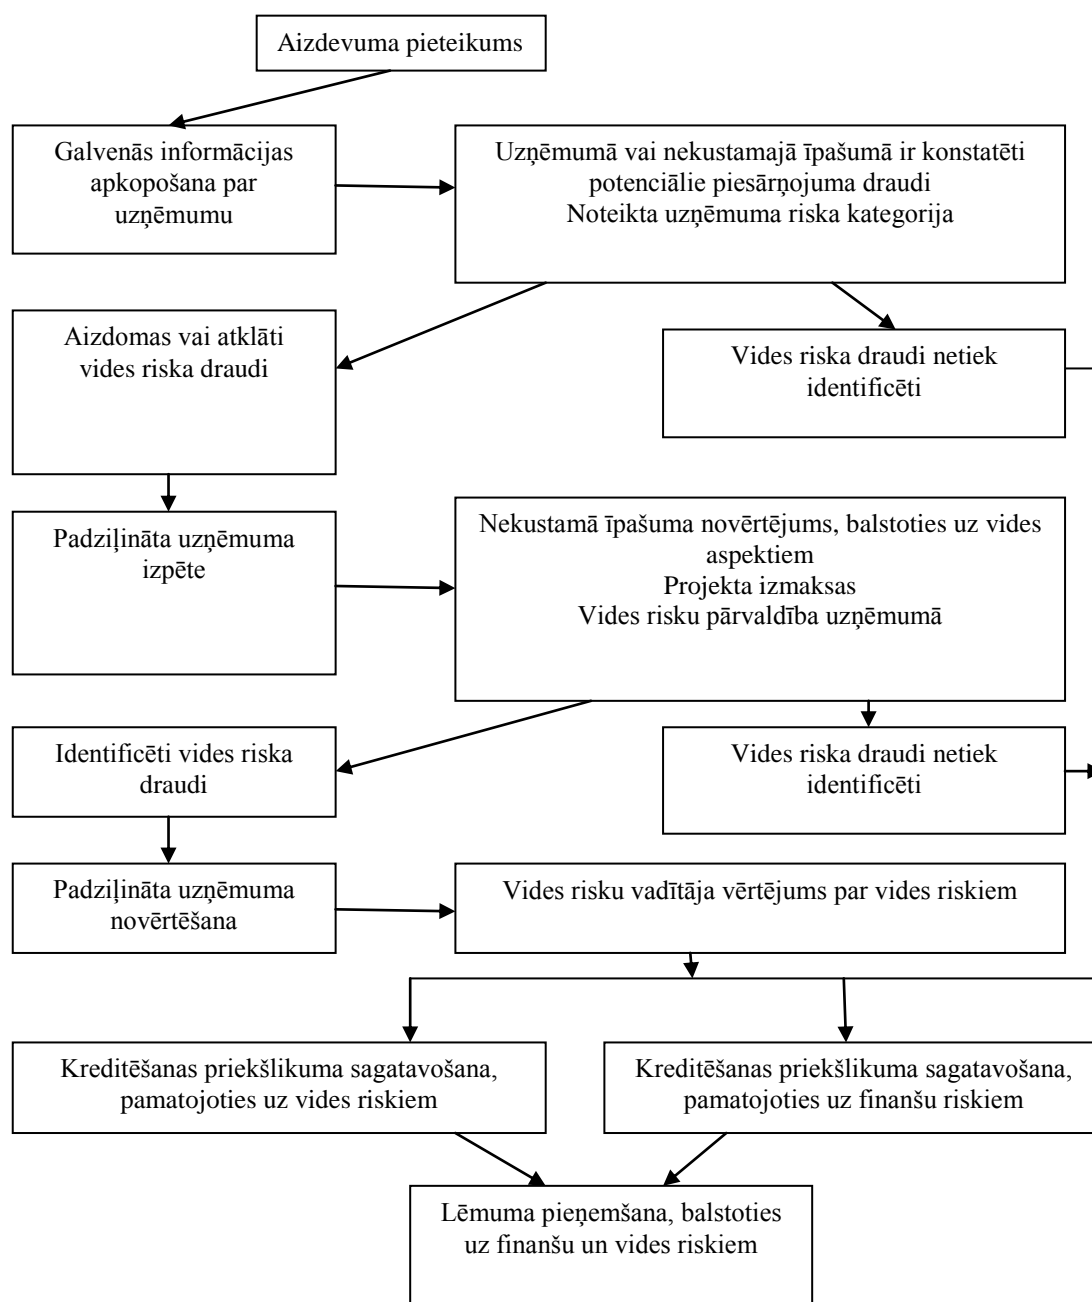 Aizdevuma pieteikums
Galvenās informācijas
apkopošana par
uzņēmumu
Uzņēmumā vai nekustamajā īpašumā ir konstatēti
potenciālie piesārņojuma draudi
Noteikta uzņēmuma riska kategorija
Aizdomas vai atklāti
vides riska draudi
Vides riska draudi netiek
identificēti
Padziļināta uzņēmuma
izpēte
Nekustamā īpašuma novērtējums, balstoties uz vides
aspektiem
Projekta izmaksas
Vides risku pārvaldība uzņēmumā
Identificēti vides riska
draudi
Vides riska draudi netiek
identificēti
Padziļināta uzņēmuma
novērtēšana
Vides risku vadītāja vērtējums par vides riskiem
Kreditēšanas priekšlikuma sagatavošana,
pamatojoties uz vides riskiem
Kreditēšanas priekšlikuma sagatavošana,
pamatojoties uz finanšu riskiem
Lēmuma pieņemšana, balstoties
uz finanšu un vides riskiem